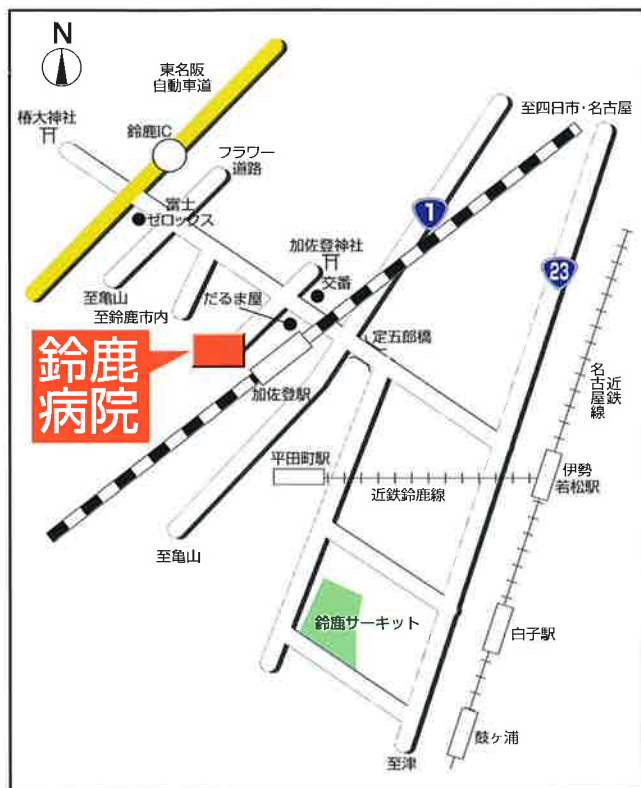 N
東名阪
自動車道
椿大神社
鈴鹿IC
至四日市・名古屋
フラワー
道路
富士
ゼロックス
1
加佐登神社
交番
23
至亀山
だるま屋
至鈴鹿市内
定五郎橋
鈴鹿
病院
加佐登駅
近鉄
名古屋線
平田町駅
近鉄鈴鹿線
伊勢
若松駅
至亀山
鈴鹿サーキット
白子駅
鼓ヶ浦
至津